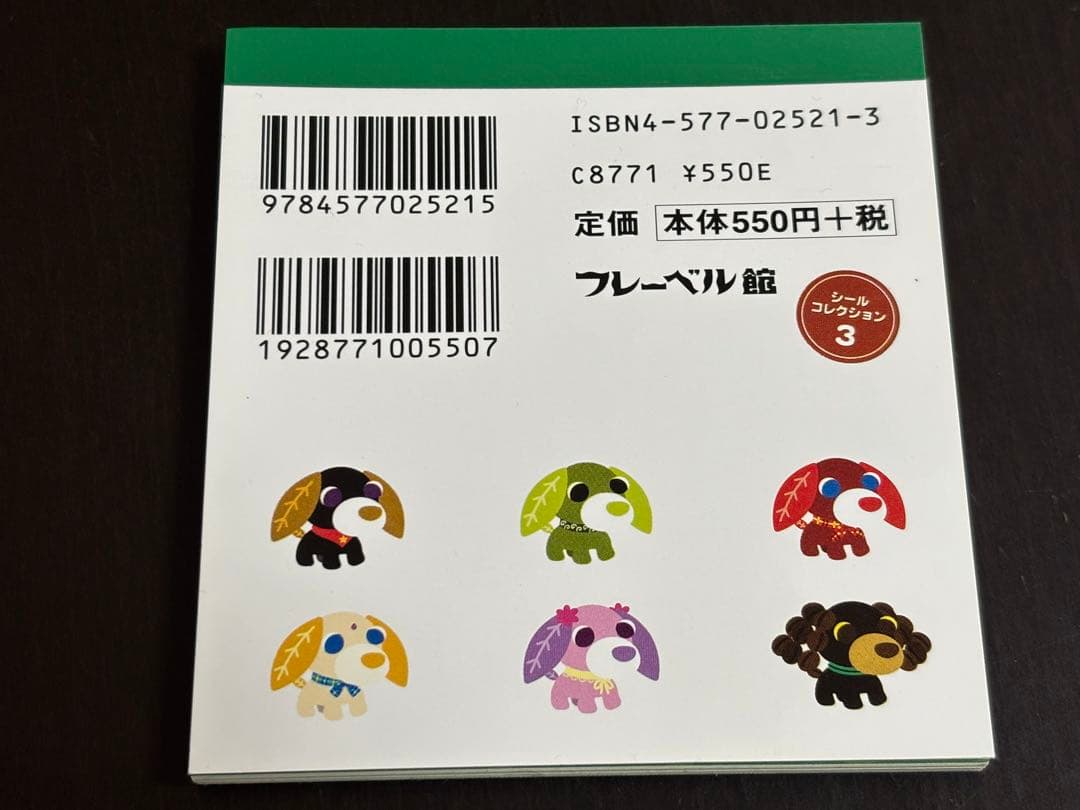 ISBN4-577-02521-3
9784577025215
C8771 ¥550E
定価 本体550円+税
フレーベル館
シール
コレクション
3
1928771005507